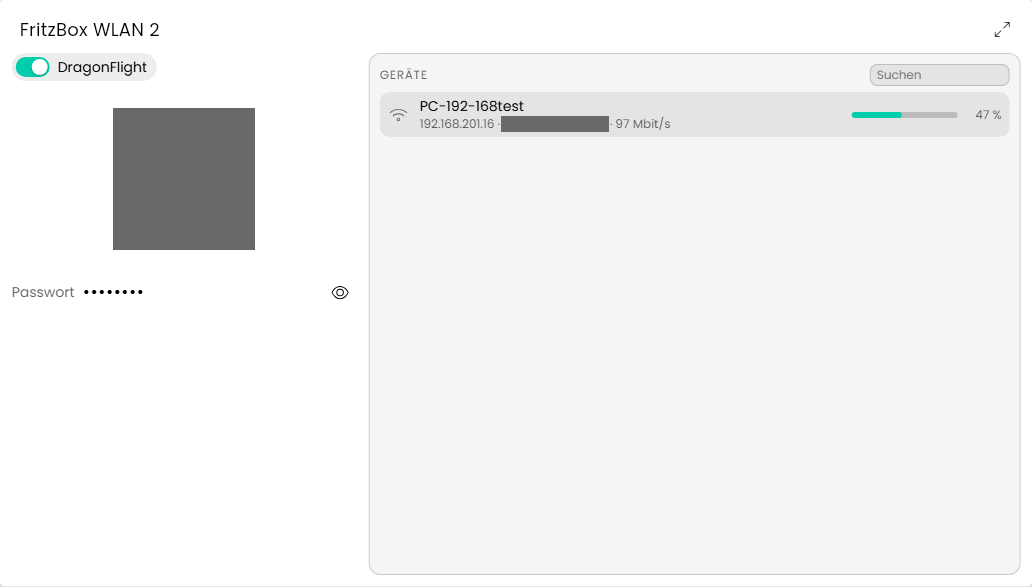 FritzBox WLAN 2
DragonFlight
Passwort ••••••••
GERÄTE
Suchen
PC-192-168test
192.168.201.16 · · 97 Mbit/s
47 %